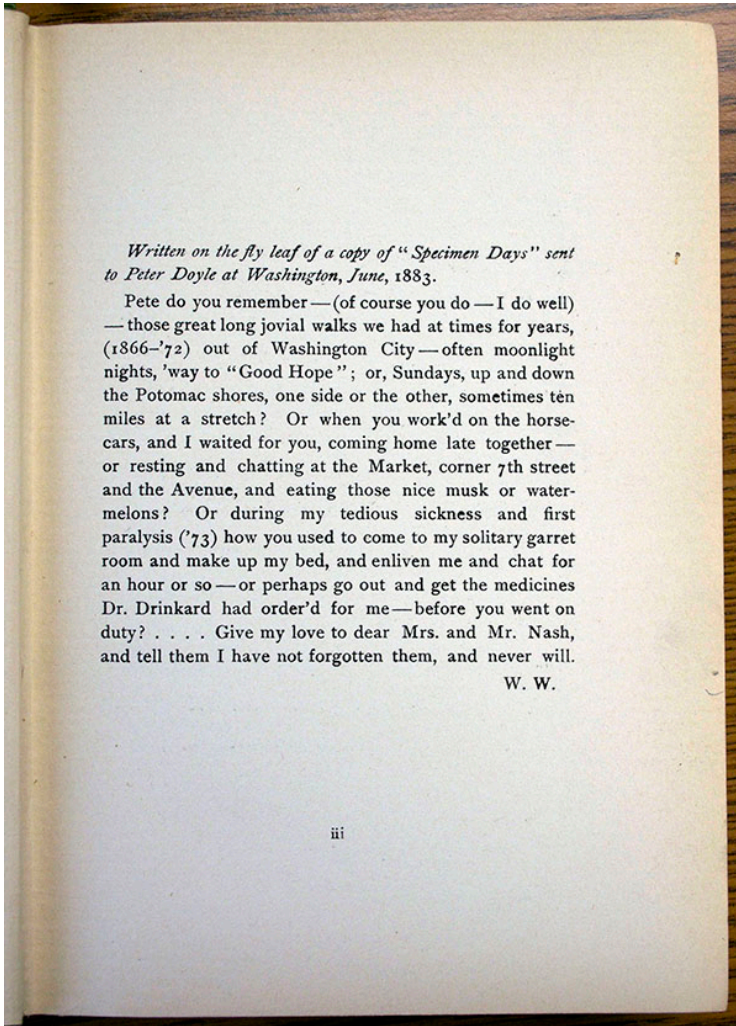 Written on the fly leaf of a copy of “Specimen Days” sent
to Peter Doyle at Washington, June, 1883.
Pete do you remember—(of course you do—I do well)
—those great long jovial walks we had at times for years,
(1866–’72) out of Washington City—often moonlight
nights, ’way to “Good Hope”; or, Sundays, up and down
the Potomac shores, one side or the other, sometimes ten
miles at a stretch? Or when you work’d on the horse-
cars, and I waited for you, coming home late together—
or resting and chatting at the Market, corner 7th street
and the Avenue, and eating those nice musk or water-
melons? Or during my tedious sickness and first
paralysis (’73) how you used to come to my solitary garret
room and make up my bed, and enliven me and chat for
an hour or so—or perhaps go out and get the medicines
Dr. Drinkard had order’d for me—before you went on
duty? . . . . Give my love to dear Mrs. and Mr. Nash,
and tell them I have not forgotten them, and never will.
W. W.
iii